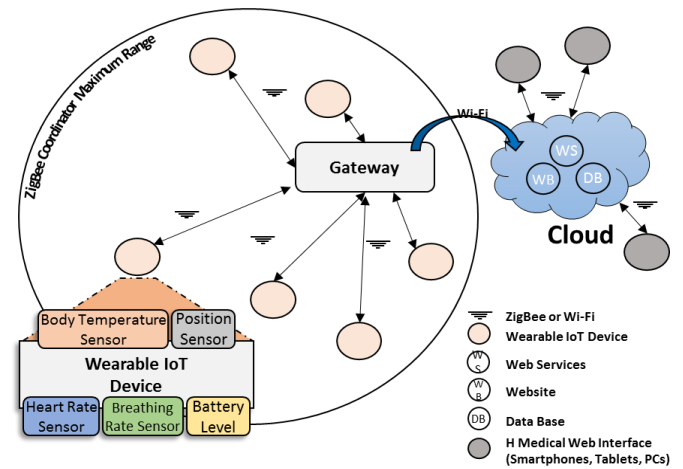 ZigBee Coordinator Maximum Range
Wi-Fi
Gateway
WS
WB
DB
Cloud
Body Temperature
Sensor
Position
Sensor
Wearable IoT
Device
Heart Rate
Sensor
Breathing
Rate Sensor
Battery
Level
ZigBee or Wi-Fi
Wearable IoT Device
W
S
Web Services
W
B
Website
DB
Data Base
H Medical Web Interface
(Smartphones, Tablets, PCs)